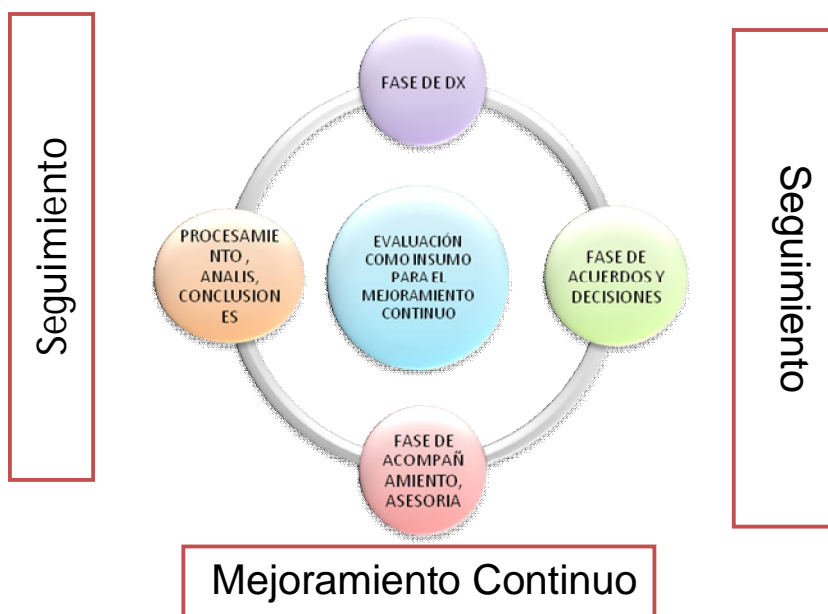 Seguimiento
FASE DE DX
Seguimiento
PROCESAMIE
NTO ,
ANALIS,
CONCLUSION
ES
EVALUACIÓN
COMO INSUMO
PARA EL
MEJORAMIENTO
CONTINUO
FASE DE
ACUERDOS Y
DECISIONES
FASE DE
ACOMPAÑ
AMIENTO,
ASESORIA
Mejoramiento Continuo